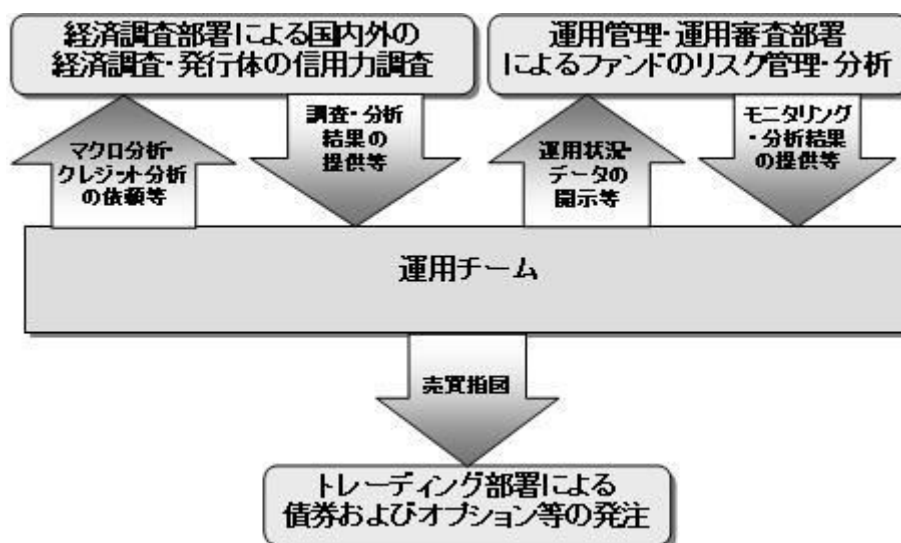 経済調査部署による国内外の
経済調査・発行体の信用力調査
運用管理・運用審査部署
によるファンドのリスク管理・分析
マクロ分析・
クレジット分析
の依頼等
調査・分析
結果の
提供等
運用状況・
データの
開示等
モニタリング
・分析結果
の提供等
運用チーム
売買指図
トレーディング部署による
債券およびオプション等の発注